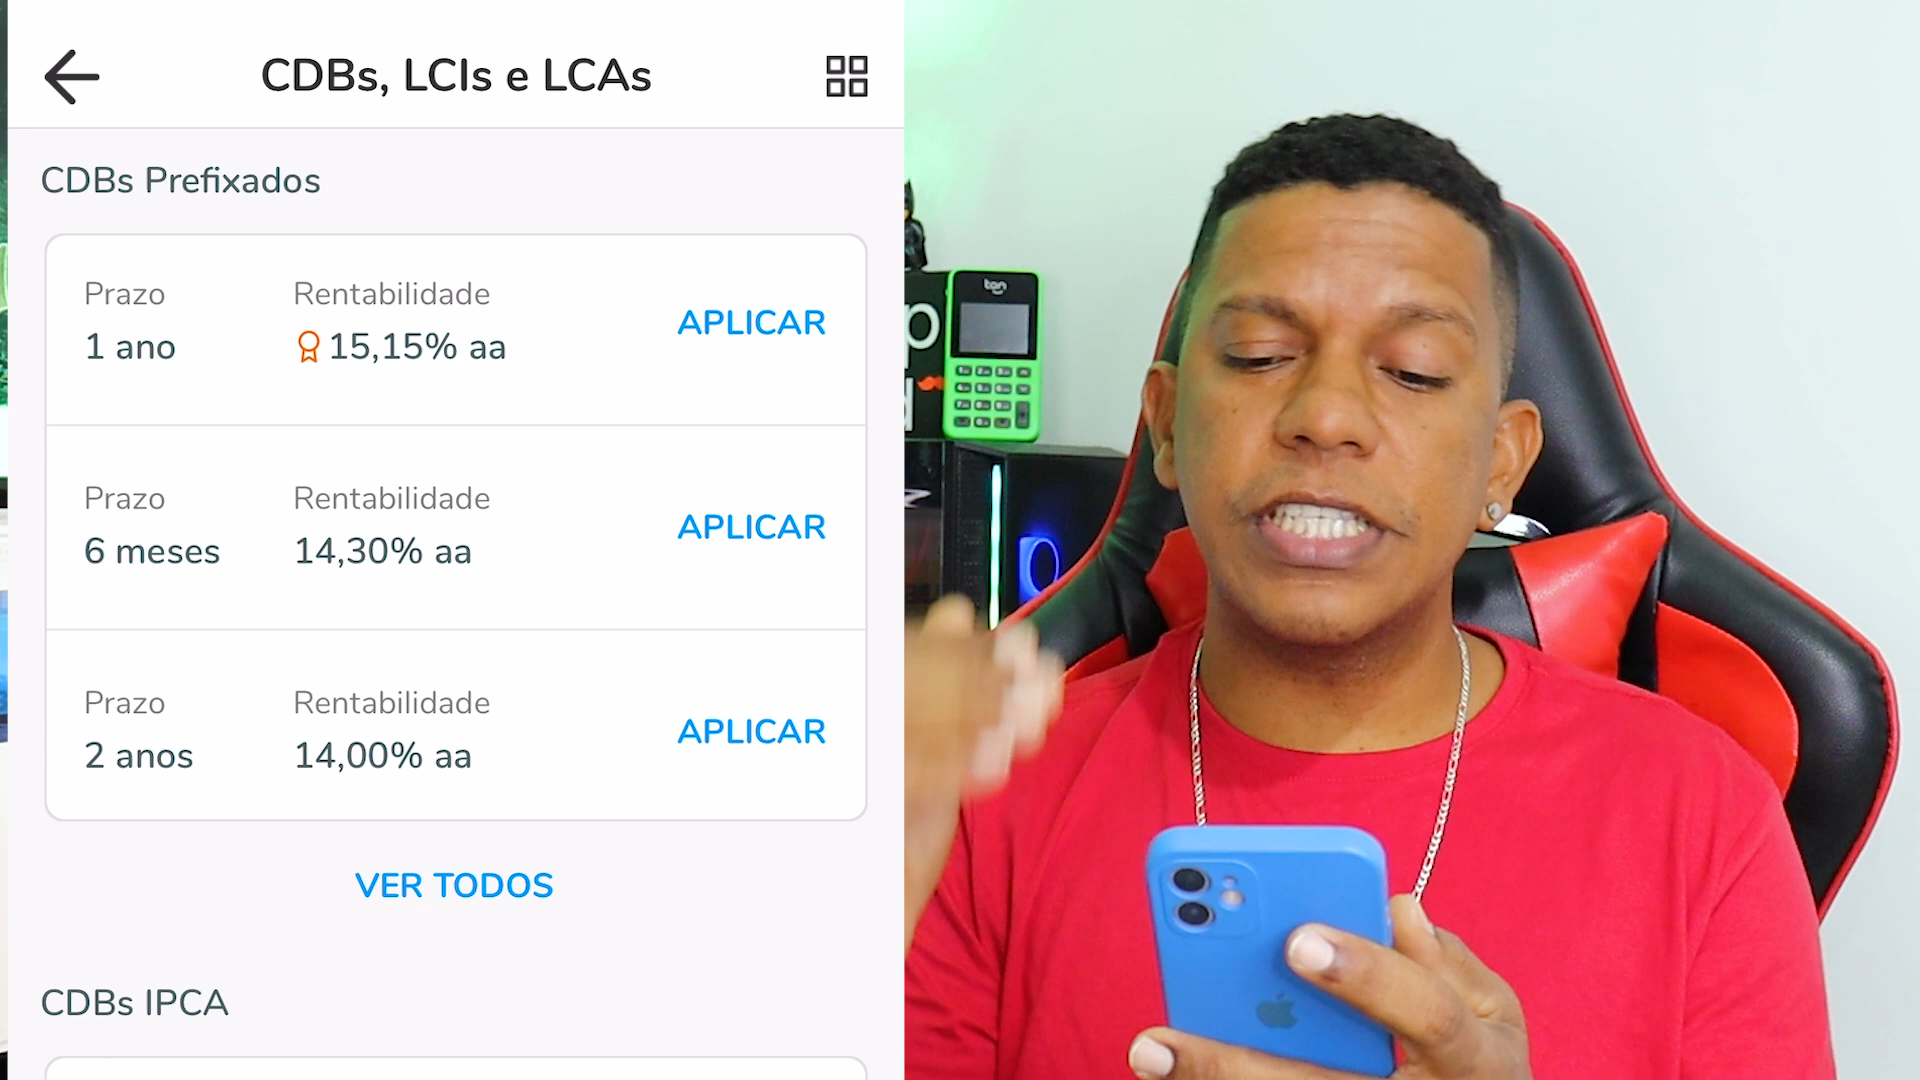 CDBs, LCIs e LCAs
CDBs Prefixados
Prazo
Rentabilidade
1 ano
15,15% aa
APLICAR
Prazo
Rentabilidade
6 meses
14,30% aa
APLICAR
Prazo
Rentabilidade
2 anos
14,00% aa
APLICAR
VER TODOS
CDBs IPCA
ton